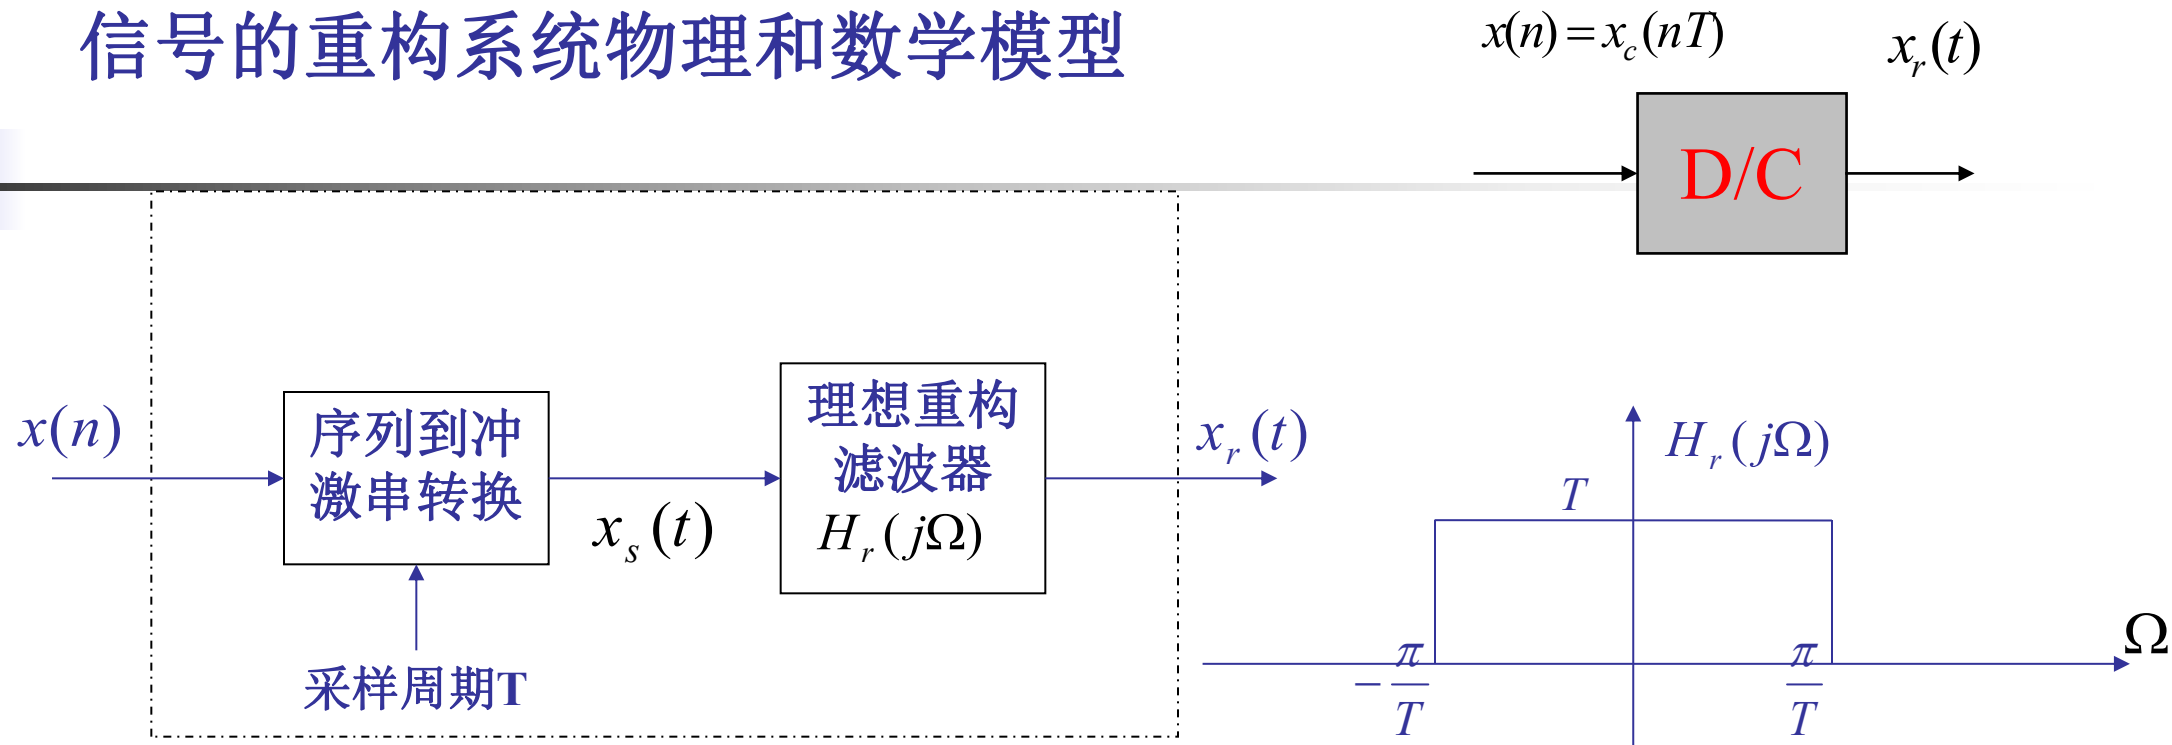 信号的重构系统物理和数学模型
x(n) = x_c(nT)
x_r(t)
D/C
x(n)
序列到冲
激串转换
采样周期T
x_s(t)
理想重构
滤波器
H_r(jΩ)
x_r(t)
H_r(jΩ)
T
Ω
-π/T
π/T